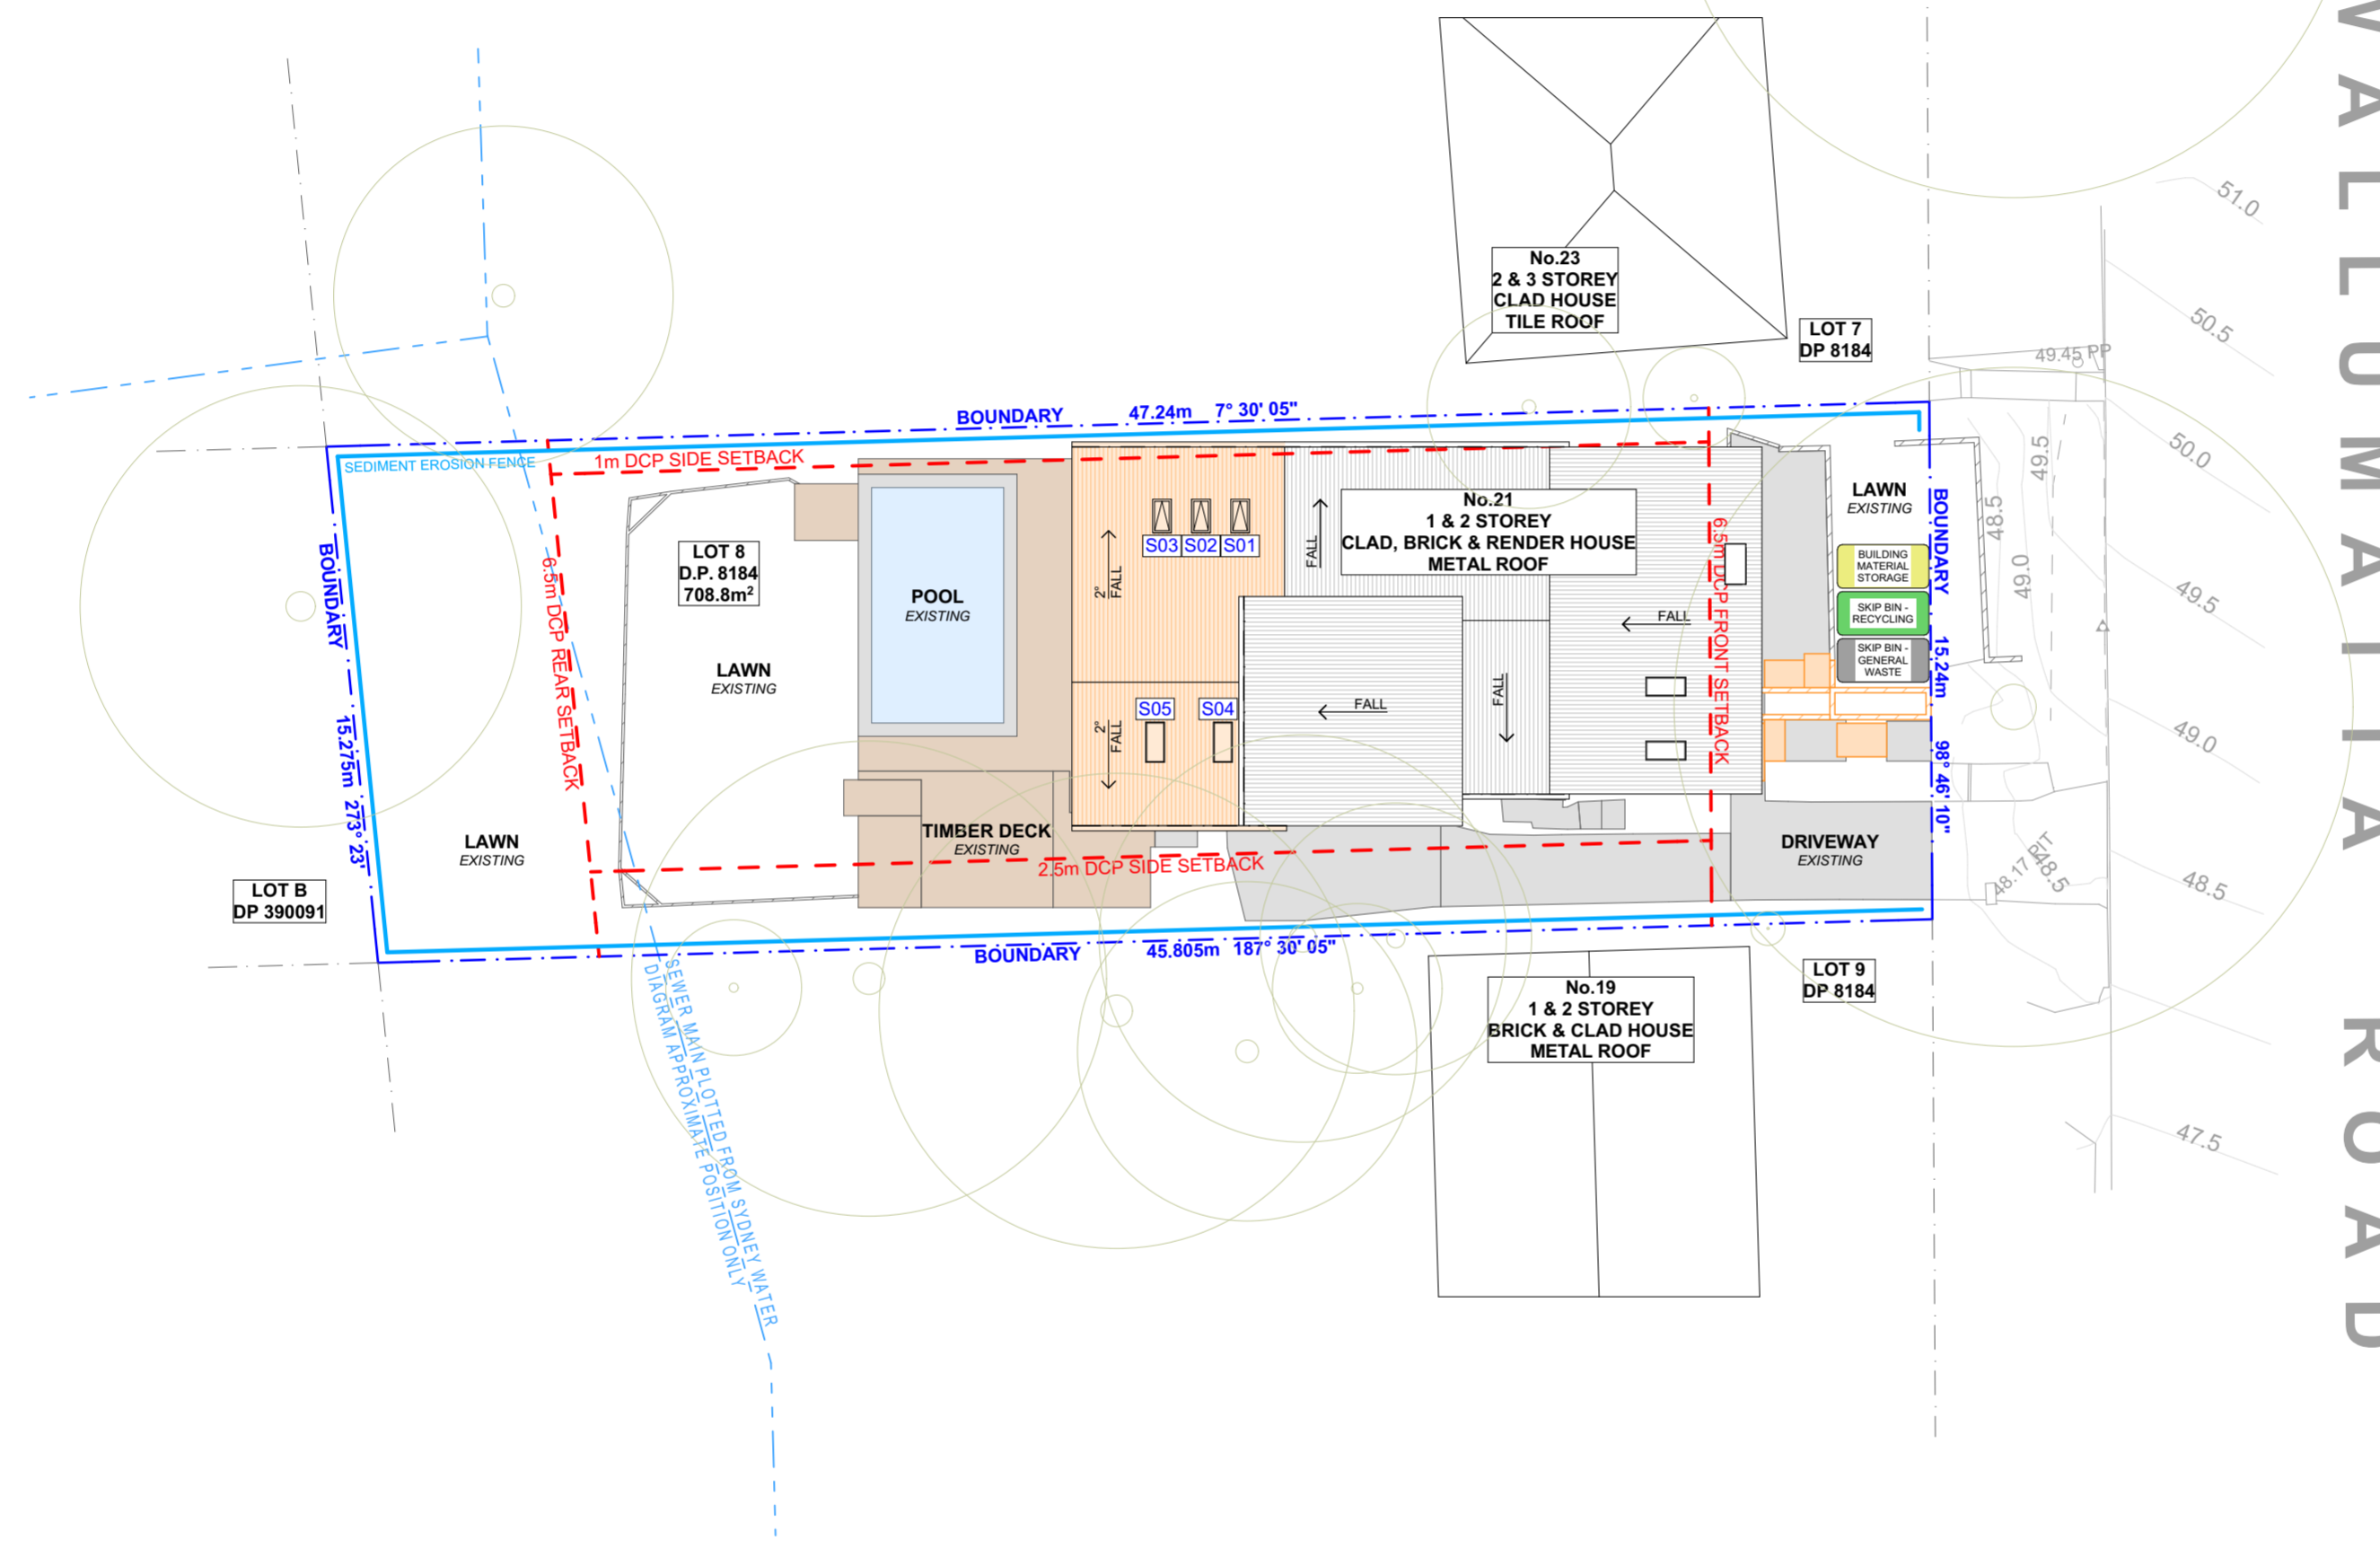 WALLUMATTA ROAD
51.0
No.23
2 & 3 STOREY
CLAD HOUSE
TILE ROOF
50.5
LOT 7
DP 8184
49.45 PP
BOUNDARY 47.24m 7° 30' 05"
50.0
49.5
SEDIMENT EROSION FENCE
1m DCP SIDE SETBACK
LAWN
EXISTING
BOUNDARY 15.24m 98° 46' 10"
48.5
49.0
No.21
1 & 2 STOREY
CLAD, BRICK & RENDER HOUSE
METAL ROOF
6.5m DCP FRONT SETBACK
S03 S02 S01
FALL
2°
FALL
BOUNDARY 15.275m 273° 23'
6.5m DCP REAR SETBACK
LOT 8
D.P. 8184
708.8m²
POOL
EXISTING
BUILDING
MATERIAL
STORAGE
SKIP BIN -
RECYCLING
SKIP BIN -
GENERAL
WASTE
49.5
FALL
LAWN
EXISTING
S05 S04
2°
FALL
FALL
FALL
49.0
TIMBER DECK
EXISTING
LAWN
EXISTING
DRIVEWAY
EXISTING
2.5m DCP SIDE SETBACK
48.17 PIT
48.5
48.5
LOT B
DP 390091
BOUNDARY 45.805m 187° 30' 05"
LOT 9
DP 8184
No.19
1 & 2 STOREY
BRICK & CLAD HOUSE
METAL ROOF
SEWER MAIN PLOTTED FROM SYDNEY WATER
DIAGRAM APPROXIMATE POSITION ONLY
47.5